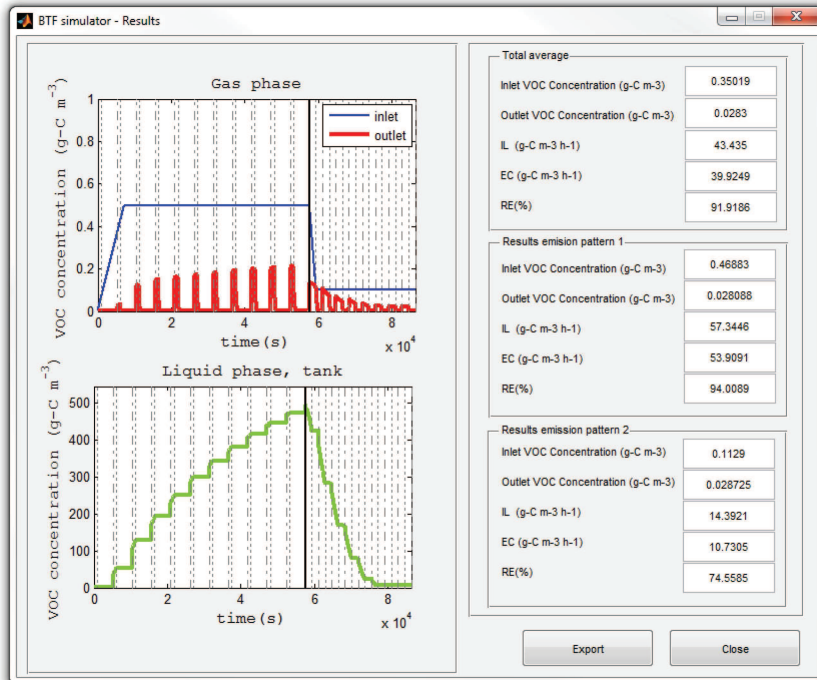 BTF simulator - Results
Gas phase
VOC concentration (g-C m-3)
1
0.8
0.6
0.4
0.2
0
inlet
outlet
0 2 4 6 8
time(s)
x 10^4
Liquid phase, tank
VOC concentration (g-C m-3)
500
400
300
200
100
0
0 2 4 6 8
time(s)
x 10^4
Total average
Inlet VOC Concentration (g-C m-3) 0.35019
Outlet VOC Concentration (g-C m-3) 0.0283
IL (g-C m-3 h-1) 43.435
EC (g-C m-3 h-1) 39.9249
RE(%) 91.9186
Results emision pattern 1
Inlet VOC Concentration (g-C m-3) 0.46883
Outlet VOC Concentration (g-C m-3) 0.028088
IL (g-C m-3 h-1) 57.3446
EC (g-C m-3 h-1) 53.9091
RE(%) 94.0089
Results emission pattern 2
Inlet VOC Concentration (g-C m-3) 0.1129
Outlet VOC Concentration (g-C m-3) 0.028725
IL (g-C m-3 h-1) 14.3921
EC (g-C m-3 h-1) 10.7305
RE(%) 74.5585
Export
Close